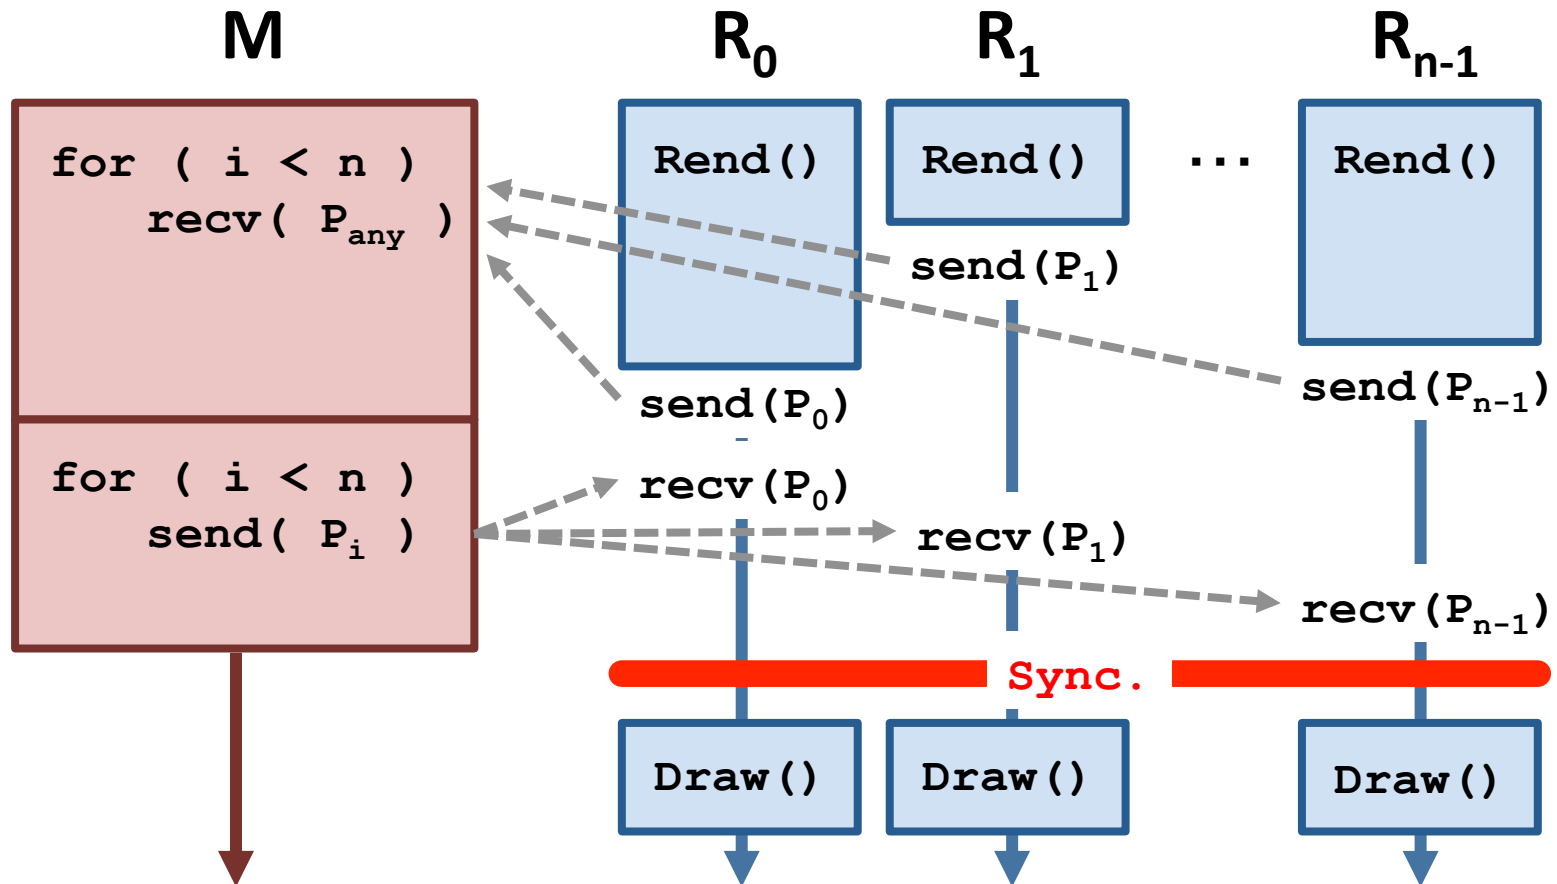 M R₀ R₁ Rₙ₋₁
for ( i < n )
recv( Pany )
Rend() Rend() ... Rend()
send(P₁)
send(Pₙ₋₁)
send(P₀)
for ( i < n )
send( Pᵢ )
recv(P₀)
recv(P₁)
recv(Pₙ₋₁)
Sync.
Draw() Draw() Draw()